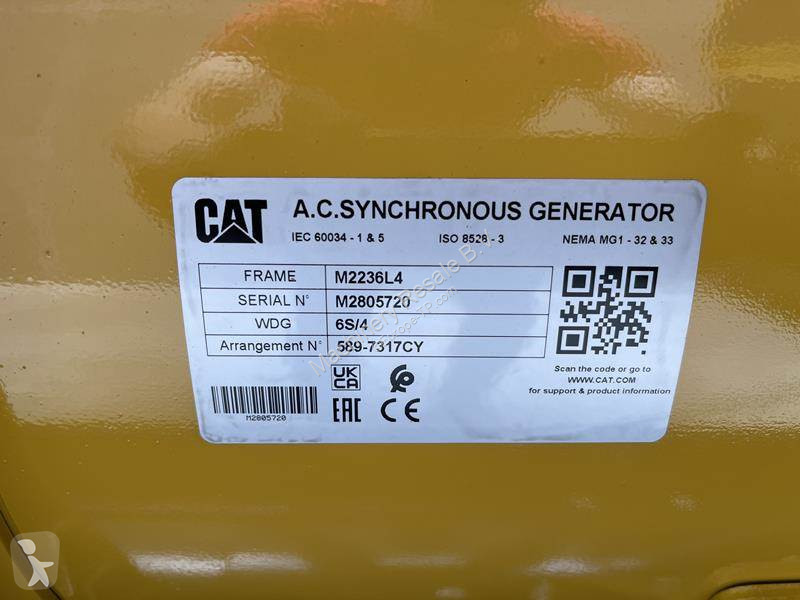 CAT A.C.SYNCHRONOUS GENERATOR
IEC 60034 - 1 & 5 ISO 8528 - 3 NEMA MG1 - 32 & 33
FRAME M2236L4
SERIAL N° M2805720
WDG 6S/4
Arrangement N° 589-7317CY
Scan the code or go to
WWW.CAT.COM
for support & product information
UK
CA
EAC CE
M2805720
Machinery Resale B.V.